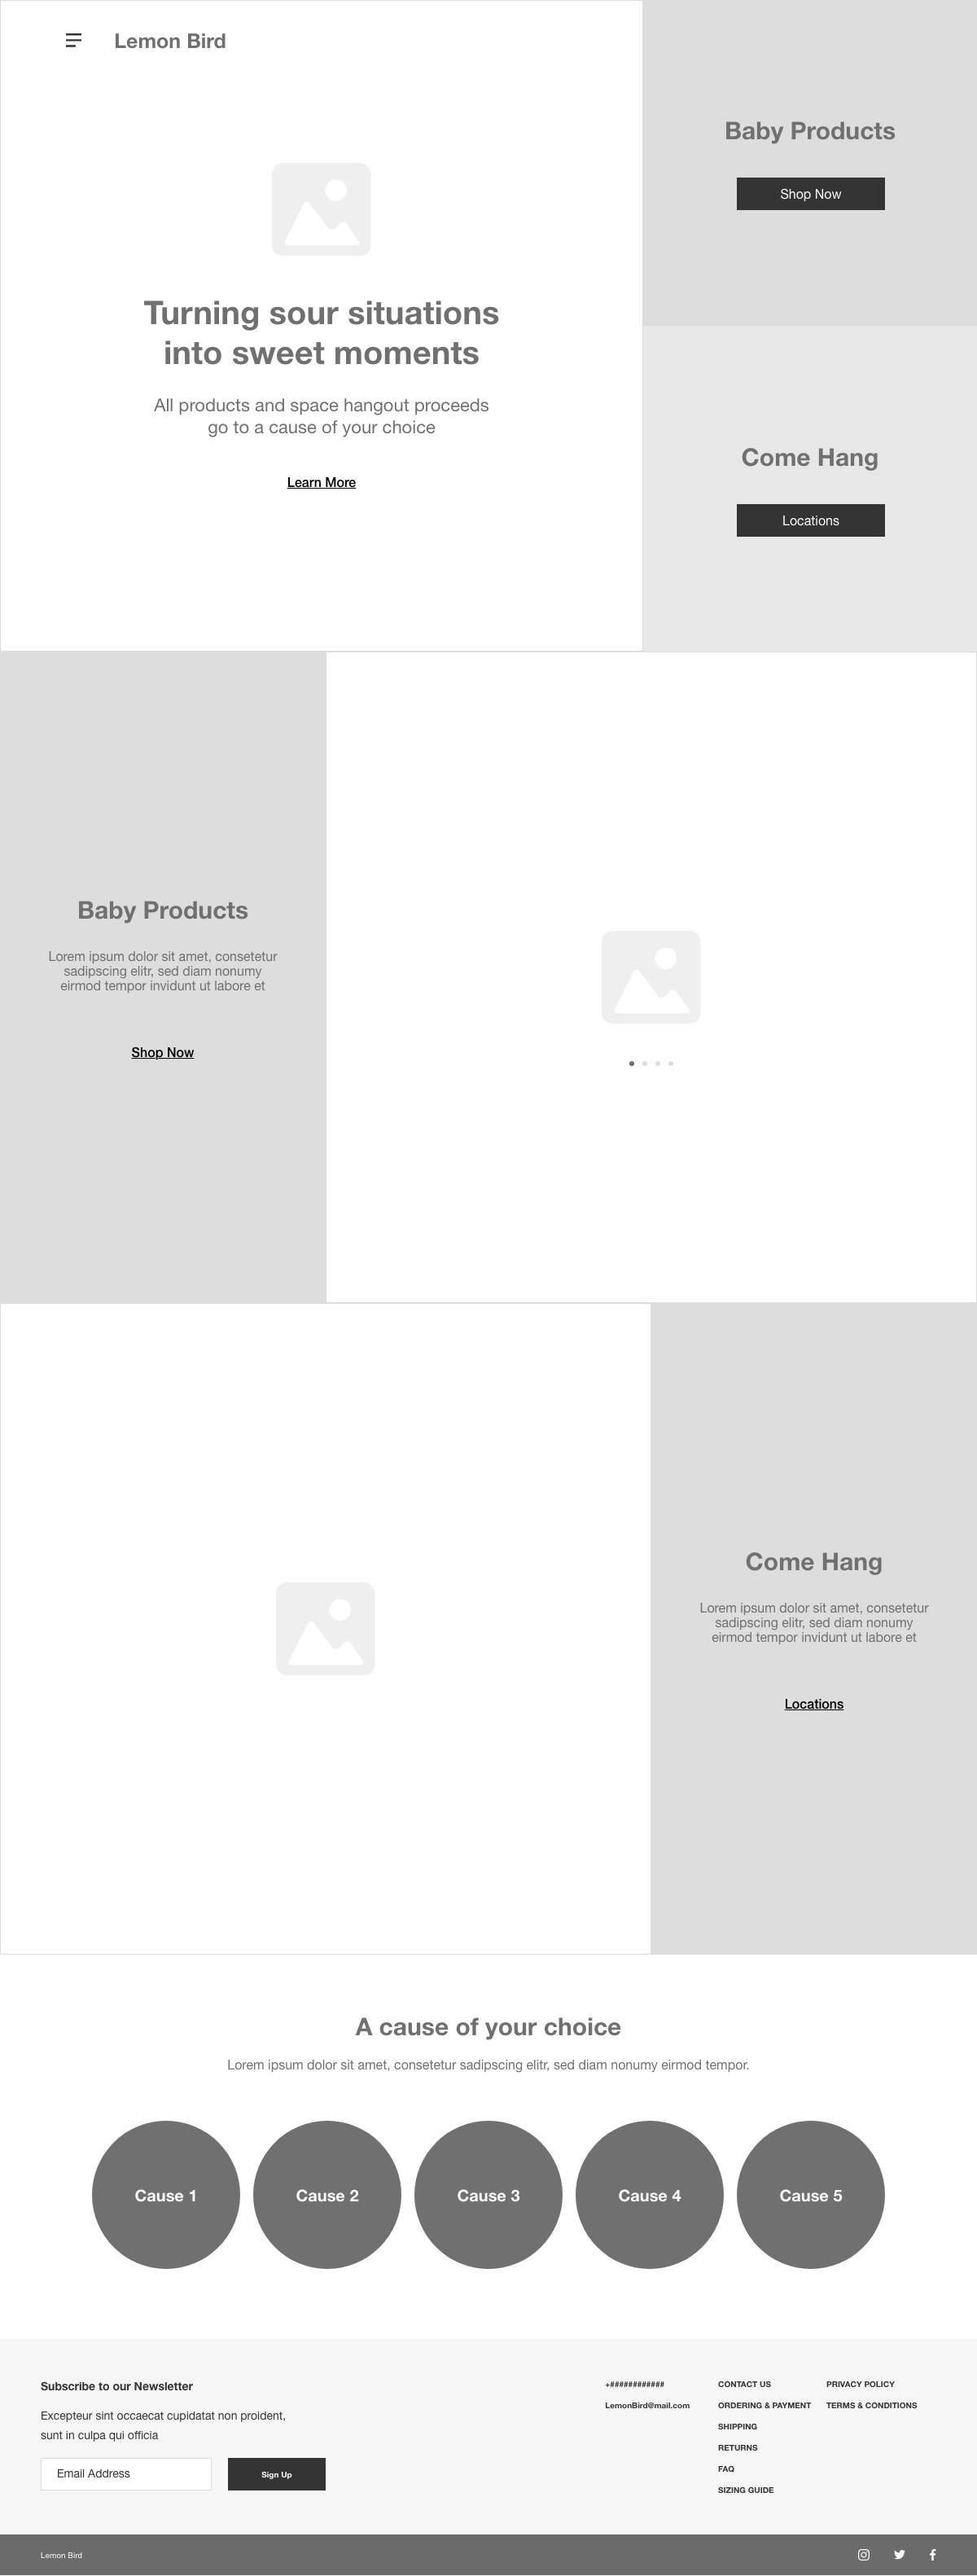 Lemon Bird
Turning sour situations
into sweet moments
All products and space hangout proceeds
go to a cause of your choice
Learn More
Baby Products
Shop Now
Come Hang
Locations
Baby Products
Lorem ipsum dolor sit amet, consetetur
sadipscing elitr, sed diam nonumy
eirmod tempor invidunt ut labore et
Shop Now
Come Hang
Lorem ipsum dolor sit amet, consetetur
sadipscing elitr, sed diam nonumy
eirmod tempor invidunt ut labore et
Locations
A cause of your choice
Lorem ipsum dolor sit amet, consetetur sadipscing elitr, sed diam nonumy eirmod tempor.
Cause 1
Cause 2
Cause 3
Cause 4
Cause 5
Subscribe to our Newsletter
Excepteur sint occaecat cupidatat non proident,
sunt in culpa qui officia
Email Address
Sign Up
+############
LemonBird@mail.com
CONTACT US
ORDERING & PAYMENT
SHIPPING
RETURNS
FAQ
SIZING GUIDE
PRIVACY POLICY
TERMS & CONDITIONS
Lemon Bird